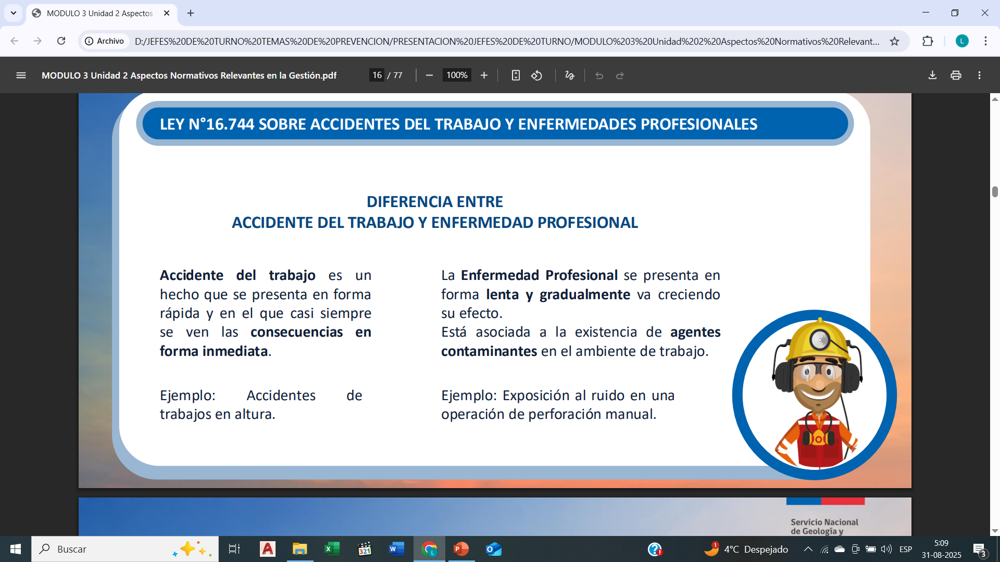 MODULO 3 Unidad 2 Aspectos
Archivo
D:/JEFES%20DE%20TURNO%20TEMAS%20DE%20PREVENCION/PRESENTACION%20JEFES%20DE%20TURNO/MODULO%203%20Unidad%202%20Aspectos%20Normativos%20Relevant...
L
MODULO 3 Unidad 2 Aspectos Normativos Relevantes en la Gestión.pdf
16 / 77
100%
LEY N°16.744 SOBRE ACCIDENTES DEL TRABAJO Y ENFERMEDADES PROFESIONALES
DIFERENCIA ENTRE
ACCIDENTE DEL TRABAJO Y ENFERMEDAD PROFESIONAL
Accidente del trabajo es un
hecho que se presenta en forma
rápida y en el que casi siempre
se ven las consecuencias en
forma inmediata.
Ejemplo: Accidentes de
trabajos en altura.
La Enfermedad Profesional se presenta en
forma lenta y gradualmente va creciendo
su efecto.
Está asociada a la existencia de agentes
contaminantes en el ambiente de trabajo.
Ejemplo: Exposición al ruido en una
operación de perforación manual.
Servicio Nacional
de Geología y
Buscar
321
1
4°C Despejado
ESP
5:09
31-08-2025
3